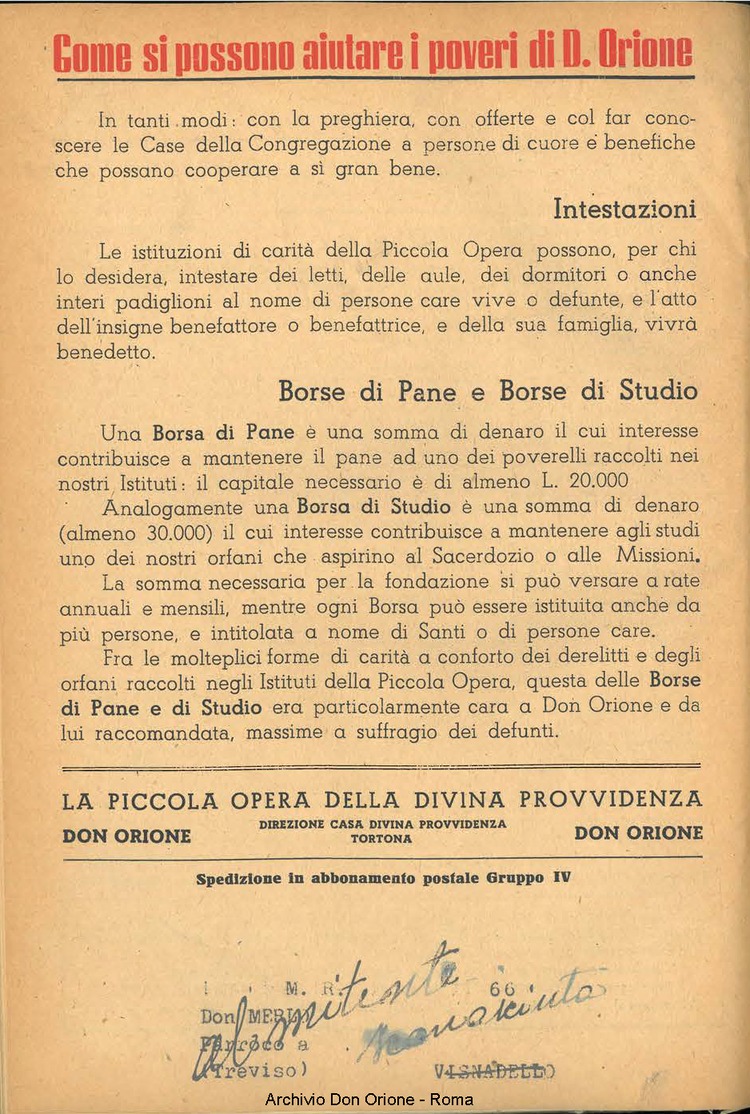 Come si possono aiutare i poveri di D. Orione
In tanti modi: con la preghiera, con offerte e col far cono-
scere le Case della Congregazione a persone di cuore e benefiche
che possano cooperare a sì gran bene.
Intestazioni
Le istituzioni di carità della Piccola Opera possono, per chi
lo desidera, intestare dei letti, delle aule, dei dormitori o anche
interi padiglioni al nome di persone care vive o defunte, e l'atto
dell'insigne benefattore o benefattrice, e della sua famiglia, vivrà
benedetto.
Borse di Pane e Borse di Studio
Una Borsa di Pane è una somma di denaro il cui interesse
contribuisce a mantenere il pane ad uno dei poverelli raccolti nei
nostri Istituti: il capitale necessario è di almeno L. 20.000
Analogamente una Borsa di Studio è una somma di denaro
(almeno 30.000) il cui interesse contribuisce a mantenere agli studi
uno dei nostri orfani che aspirino al Sacerdozio o alle Missioni.
La somma necessaria per la fondazione si può versare a rate
annuali e mensili, mentre ogni Borsa può essere istituita anche da
più persone, e intitolata a nome di Santi o di persone care.
Fra le molteplici forme di carità a conforto dei derelitti e degli
orfani raccolti negli Istituti della Piccola Opera, questa delle Borse
di Pane e di Studio era particolarmente cara a Don Orione e da
lui raccomandata, massime a suffragio dei defunti.
LA PICCOLA OPERA DELLA DIVINA PROVVIDENZA
DON ORIONE
DIREZIONE CASA DIVINA PROVVIDENZA
TORTONA
DON ORIONE
Spedizione in abbonamento postale Gruppo IV
M. R. 66
al mittente
Don
Parroco a
(Treviso) VISNADELLO
Archivio Don Orione - Roma